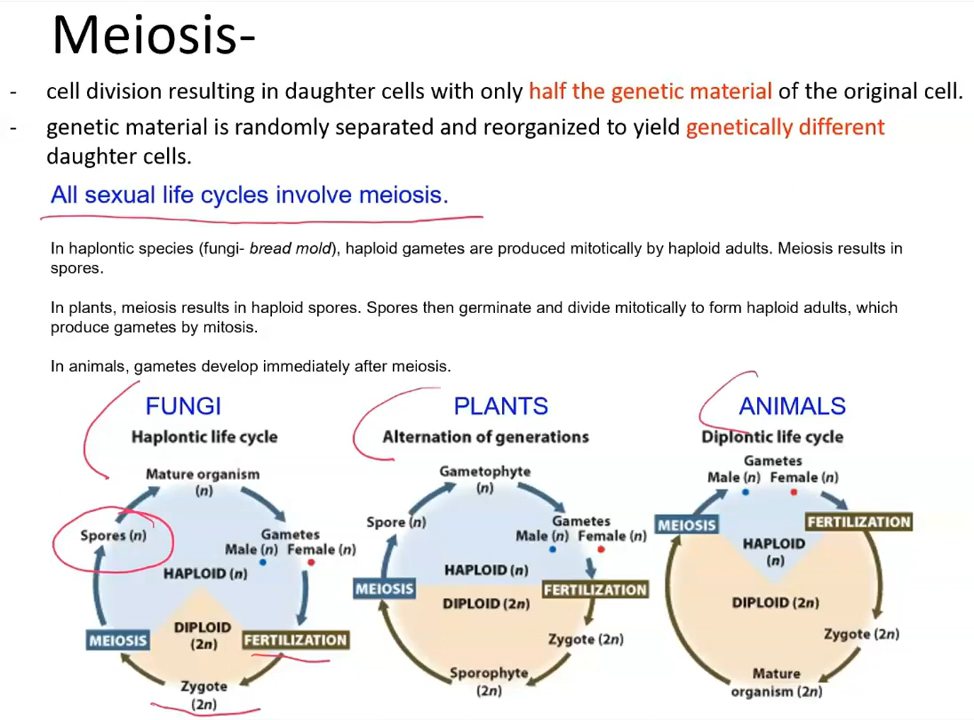 Meiosis-
- cell division resulting in daughter cells with only half the genetic material of the original cell.
- genetic material is randomly separated and reorganized to yield genetically different
daughter cells.
All sexual life cycles involve meiosis.
In haplontic species (fungi- bread mold), haploid gametes are produced mitotically by haploid adults. Meiosis results in
spores.
In plants, meiosis results in haploid spores. Spores then germinate and divide mitotically to form haploid adults, which
produce gametes by mitosis.
In animals, gametes develop immediately after meiosis.
FUNGI
Haplontic life cycle
Mature organism
(n)
Spores (n)
Gametes
Male (n) Female (n)
HAPLOID (n)
DIPLOID
(2n)
MEIOSIS
FERTILIZATION
Zygote
(2n)
PLANTS
Alternation of generations
Gametophyte
(n)
Spore (n)
Gametes
Male (n) Female (n)
HAPLOID (n)
MEIOSIS
FERTILIZATION
DIPLOID (2n)
Zygote (2n)
Sporophyte
(2n)
ANIMALS
Diplontic life cycle
Gametes
Male (n) Female (n)
MEIOSIS
FERTILIZATION
HAPLOID
(n)
DIPLOID (2n)
Zygote (2n)
Mature
organism (2n)